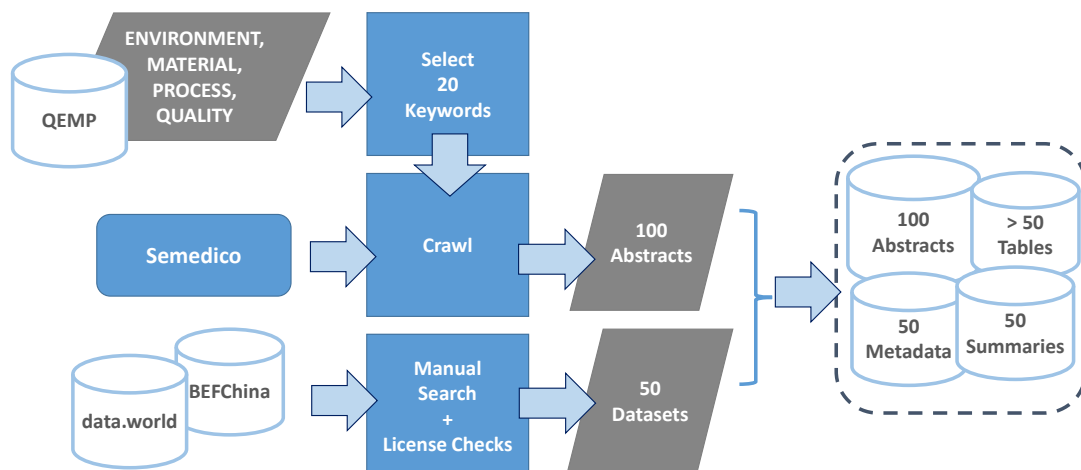 ENVIRONMENT,
MATERIAL,
PROCESS,
QUALITY
QEMP
Select
20
Keywords
Semedico
Crawl
100
Abstracts
BEFChina
data.world
Manual
Search
+
License Checks
50
Datasets
100
Abstracts
> 50
Tables
50
Metadata
50
Summaries